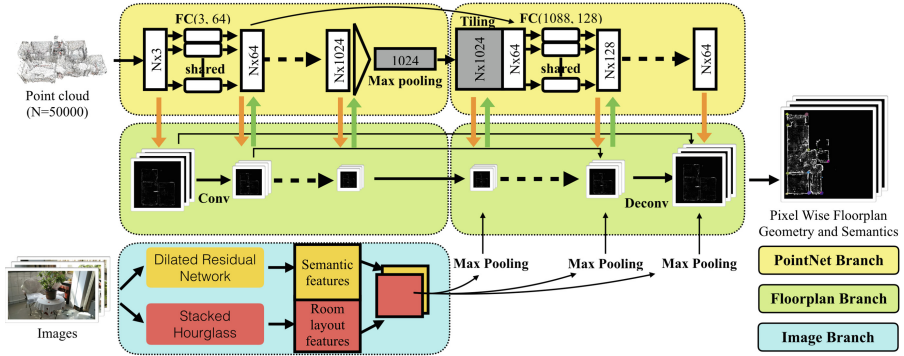 FC(3, 64)
Tiling
FC(1088, 128)
Nx3
shared
Nx64
Nx1024
1024
Max pooling
Nx1024
Nx64
shared
Nx128
Nx64
Point cloud
(N=50000)
Conv
Deconv
Pixel Wise Floorplan
Geometry and Semantics
Max Pooling
Max Pooling
Max Pooling
Dilated Residual
Network
Semantic
features
Stacked
Hourglass
Room
layout
features
Images
PointNet Branch
Floorplan Branch
Image Branch